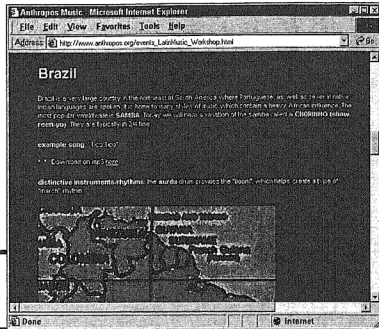 Anthropos Music - Microsoft Internet Explorer
File Edit View Favorites Tools Help
Address http://www.anthropos.org/events_LatinMusic_Workshop.html Go
Brazil
Brazil is a very large country in the northeast of South America where Portuguese, as well as several native
Indian languages are spoken. It is home to many styles of music which contain a heavy African influence. The
most popular worldwide is SAMBA. Today we will hear a variation of the samba called a CHORINHO (show
reen-yo). They are typically in 2/4 time.
example song: "Tico Tico"
* * Download an mp3 here
distinctive instruments/rhythms: the surdo drum provides the "boom", which helps create a type of
"march" rhythm
COLOMBIA
Done Internet